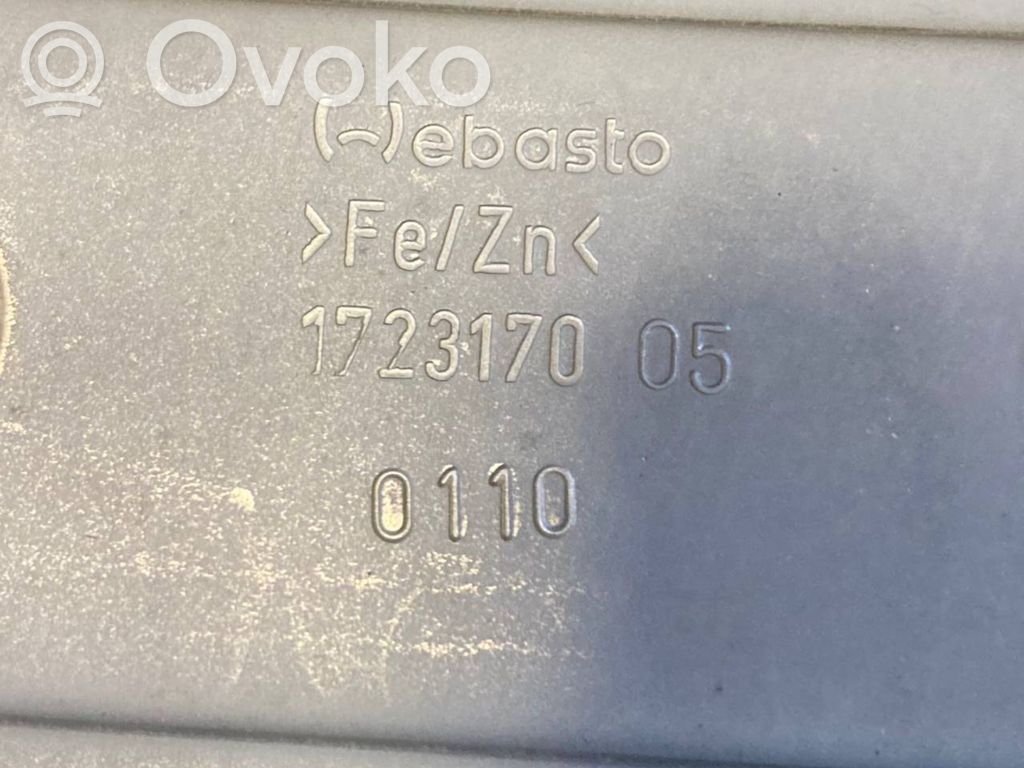 Ovoko
Webasto
>Fe/Zn<
1723170 05
0110